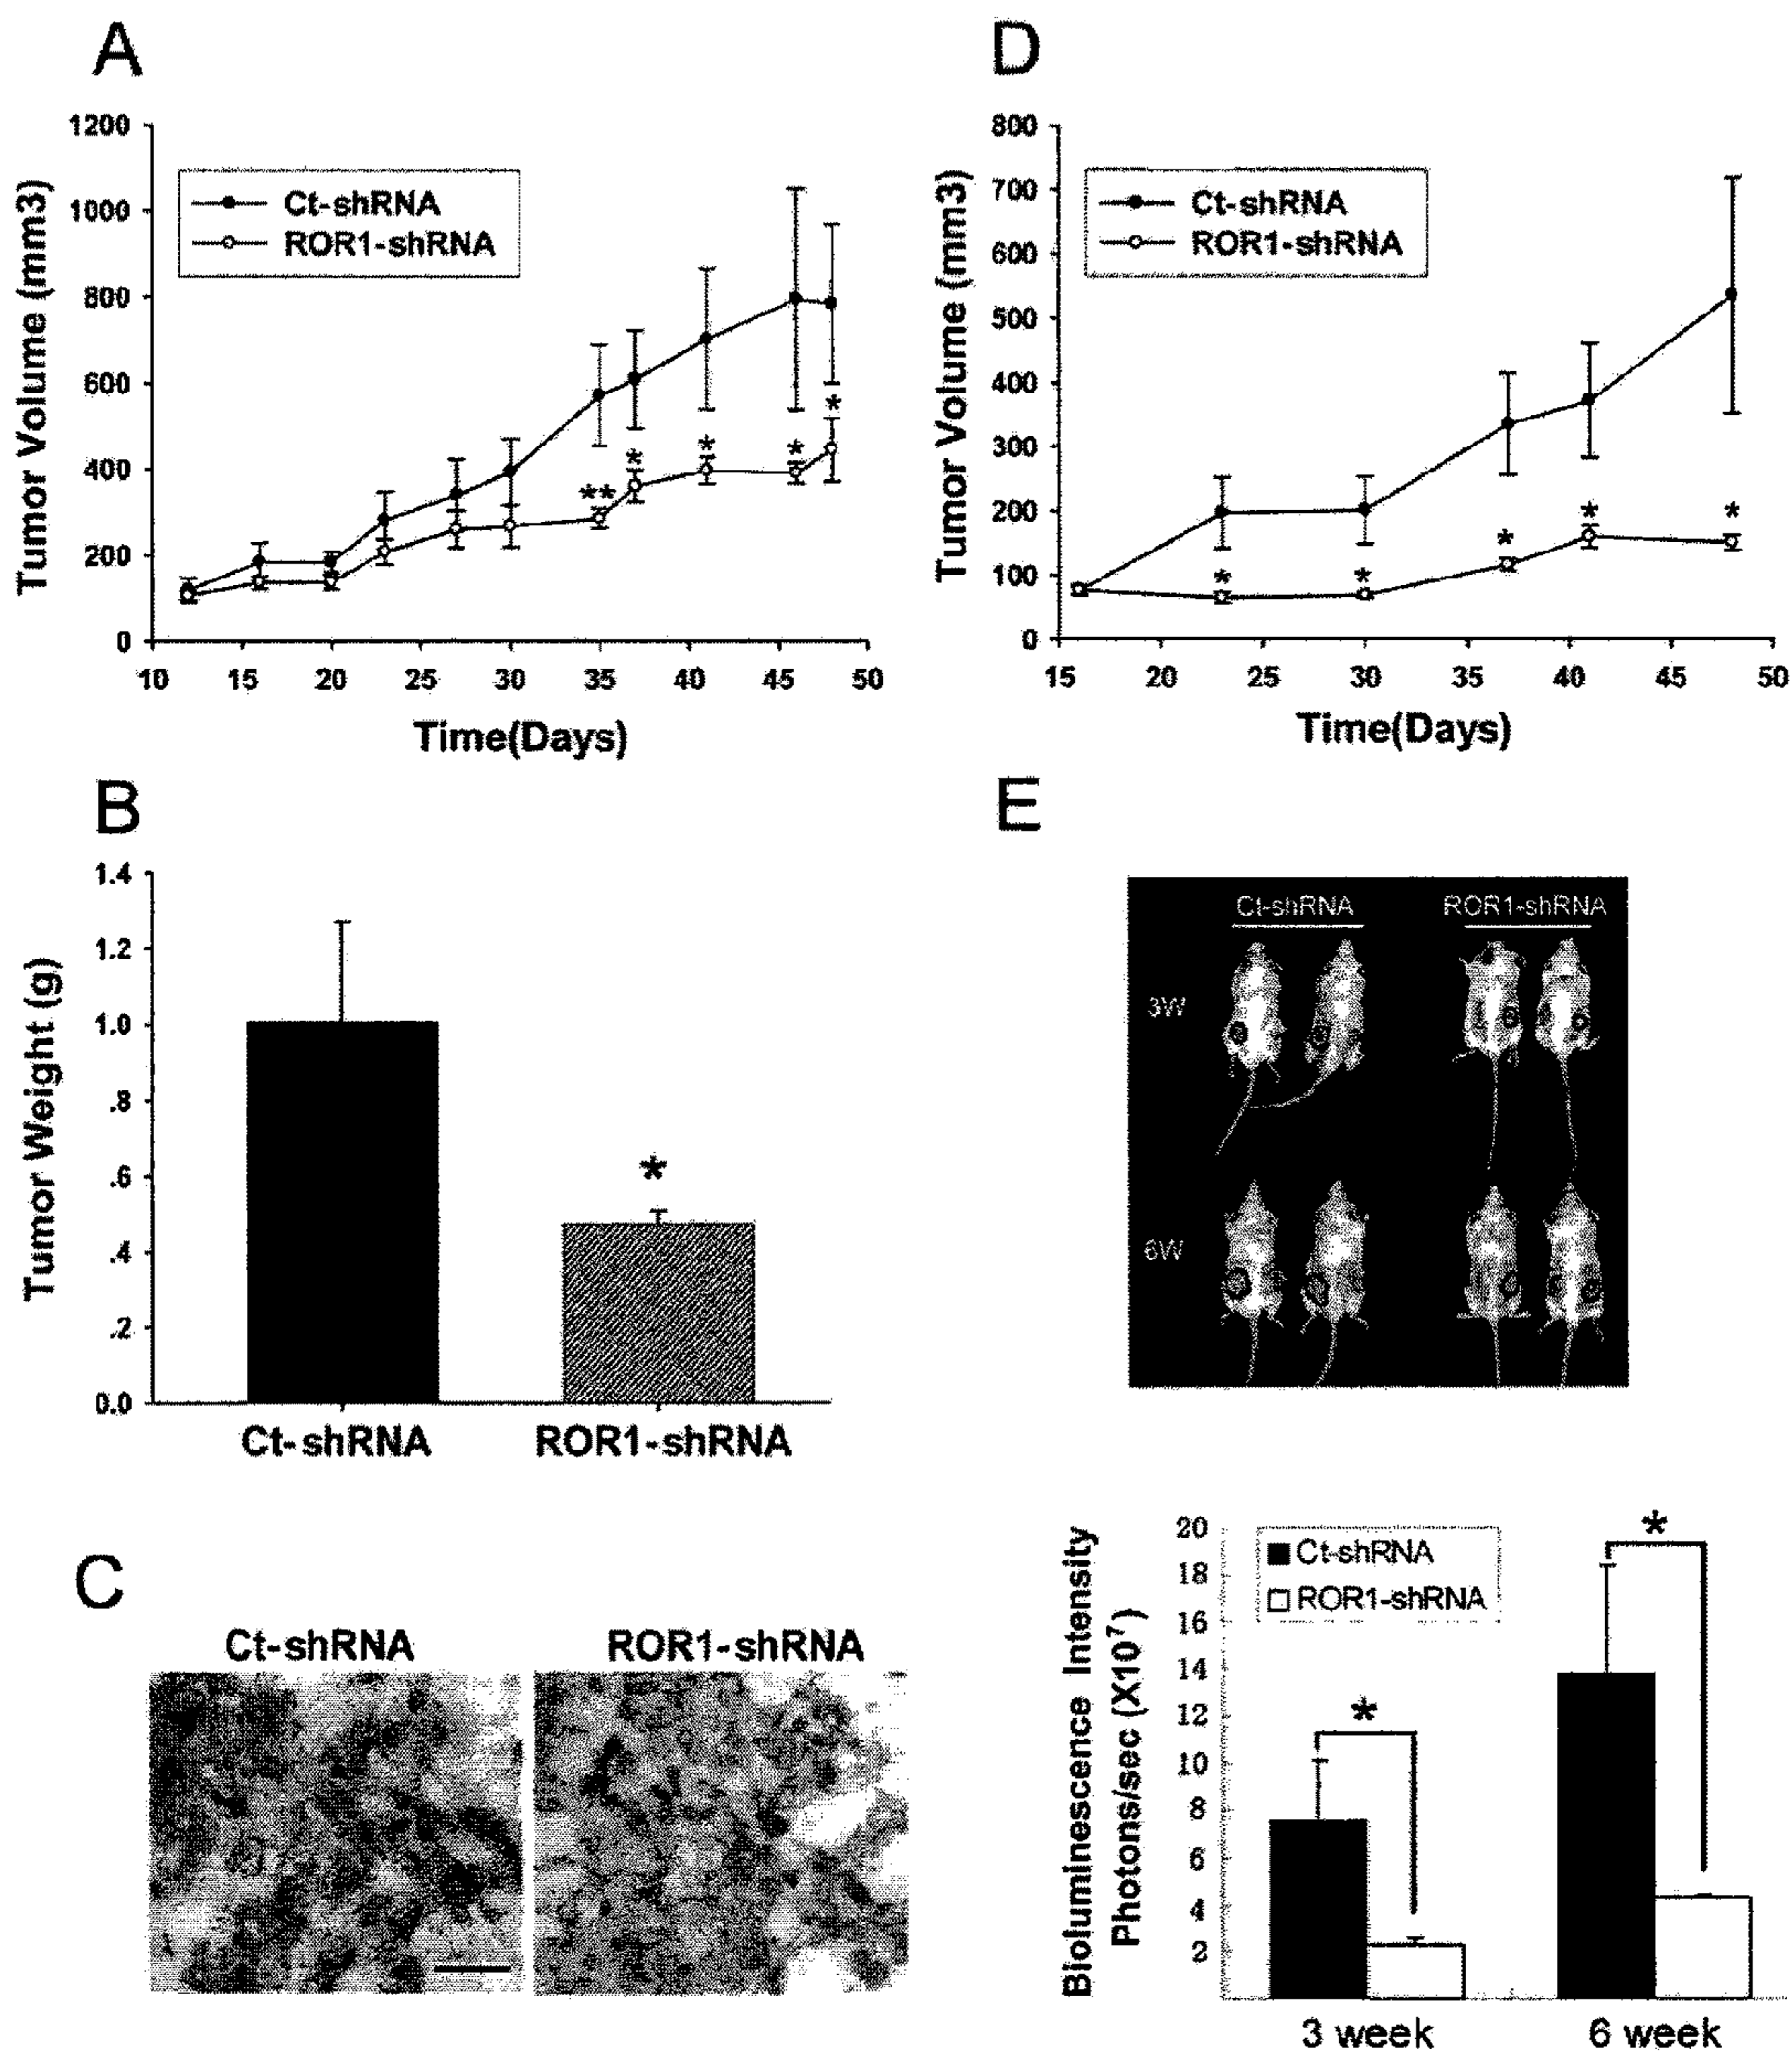 A
1200
1000
800
600
400
200
0
Tumor Volume (mm3)
Ct-shRNA
ROR1-shRNA
**
*
*
*
*
10 15 20 25 30 35 40 45 50
Time(Days)
D
800
700
600
500
400
300
200
100
0
Tumor Volume (mm3)
Ct-shRNA
ROR1-shRNA
*
*
*
*
*
15 20 25 30 35 40 45 50
Time(Days)
B
1.4
1.2
1.0
.8
.6
.4
.2
0.0
Tumor Weight (g)
*
Ct-shRNA ROR1-shRNA
E
Ct-shRNA ROR1-shRNA
3W
6W
C
Ct-shRNA ROR1-shRNA
Bioluminescence Intensity
Photons/sec (X10⁷)
20
18
16
14
12
10
8
6
4
2
Ct-shRNA
ROR1-shRNA
*
*
3 week 6 week